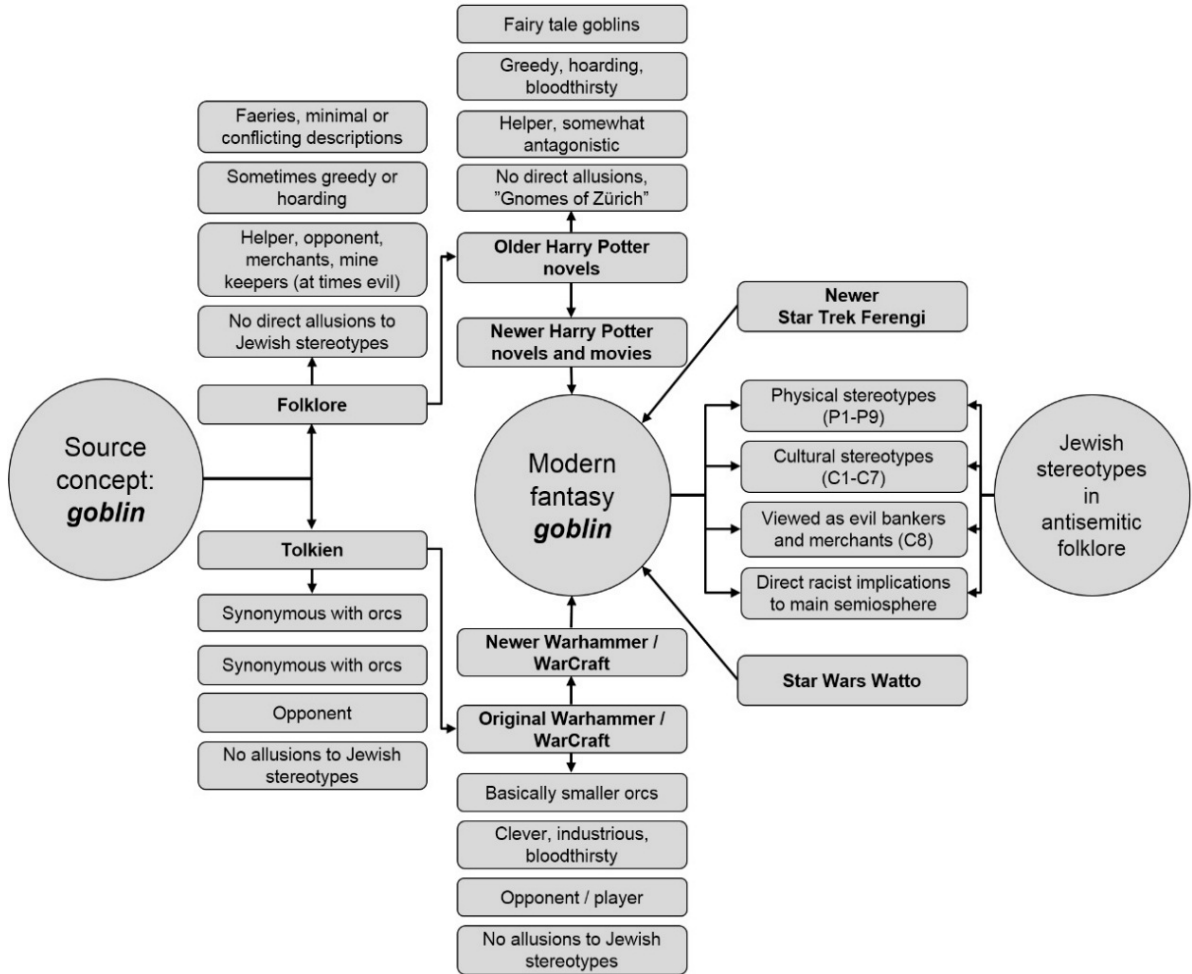 Fairy tale goblins
Greedy, hoarding,
bloodthirsty
Helper, somewhat
antagonistic
No direct allusions,
”Gnomes of Zürich”
Older Harry Potter
novels
Newer Harry Potter
novels and movies
Faeries, minimal or
conflicting descriptions
Sometimes greedy or
hoarding
Helper, opponent,
merchants, mine
keepers (at times evil)
No direct allusions to
Jewish stereotypes
Folklore
Source
concept:
goblin
Tolkien
Synonymous with orcs
Synonymous with orcs
Opponent
No allusions to Jewish
stereotypes
Modern
fantasy
goblin
Newer Warhammer /
WarCraft
Original Warhammer /
WarCraft
Basically smaller orcs
Clever, industrious,
bloodthirsty
Opponent / player
No allusions to Jewish
stereotypes
Newer
Star Trek Ferengi
Physical stereotypes
(P1-P9)
Cultural stereotypes
(C1-C7)
Viewed as evil bankers
and merchants (C8)
Direct racist implications
to main semiosphere
Star Wars Watto
Jewish
stereotypes
in
antisemitic
folklore